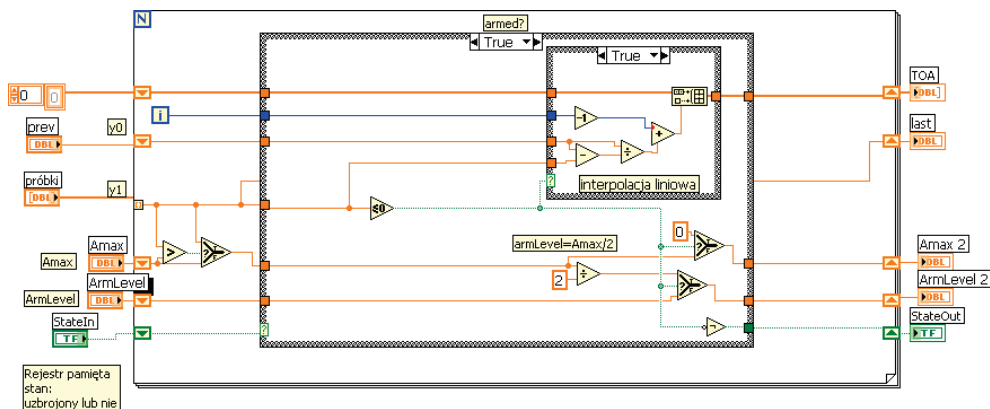 N
armed?
True
True
0
0
TOA
DBL
i
-1
prev
DBL
y0
+
last
DBL
-
÷
próbki
DBL
y1
?
interpolacja liniowa
≤0
Amax
DBL
Amax
>
?
T
F
armLevel=Amax/2
0
?
T
F
Amax 2
DBL
2
÷
?
T
F
ArmLevel
DBL
ArmLevel
ArmLevel 2
DBL
StateIn
TF
?
¬
StateOut
TF
Rejestr pamięta
stan:
uzbrojony lub nie